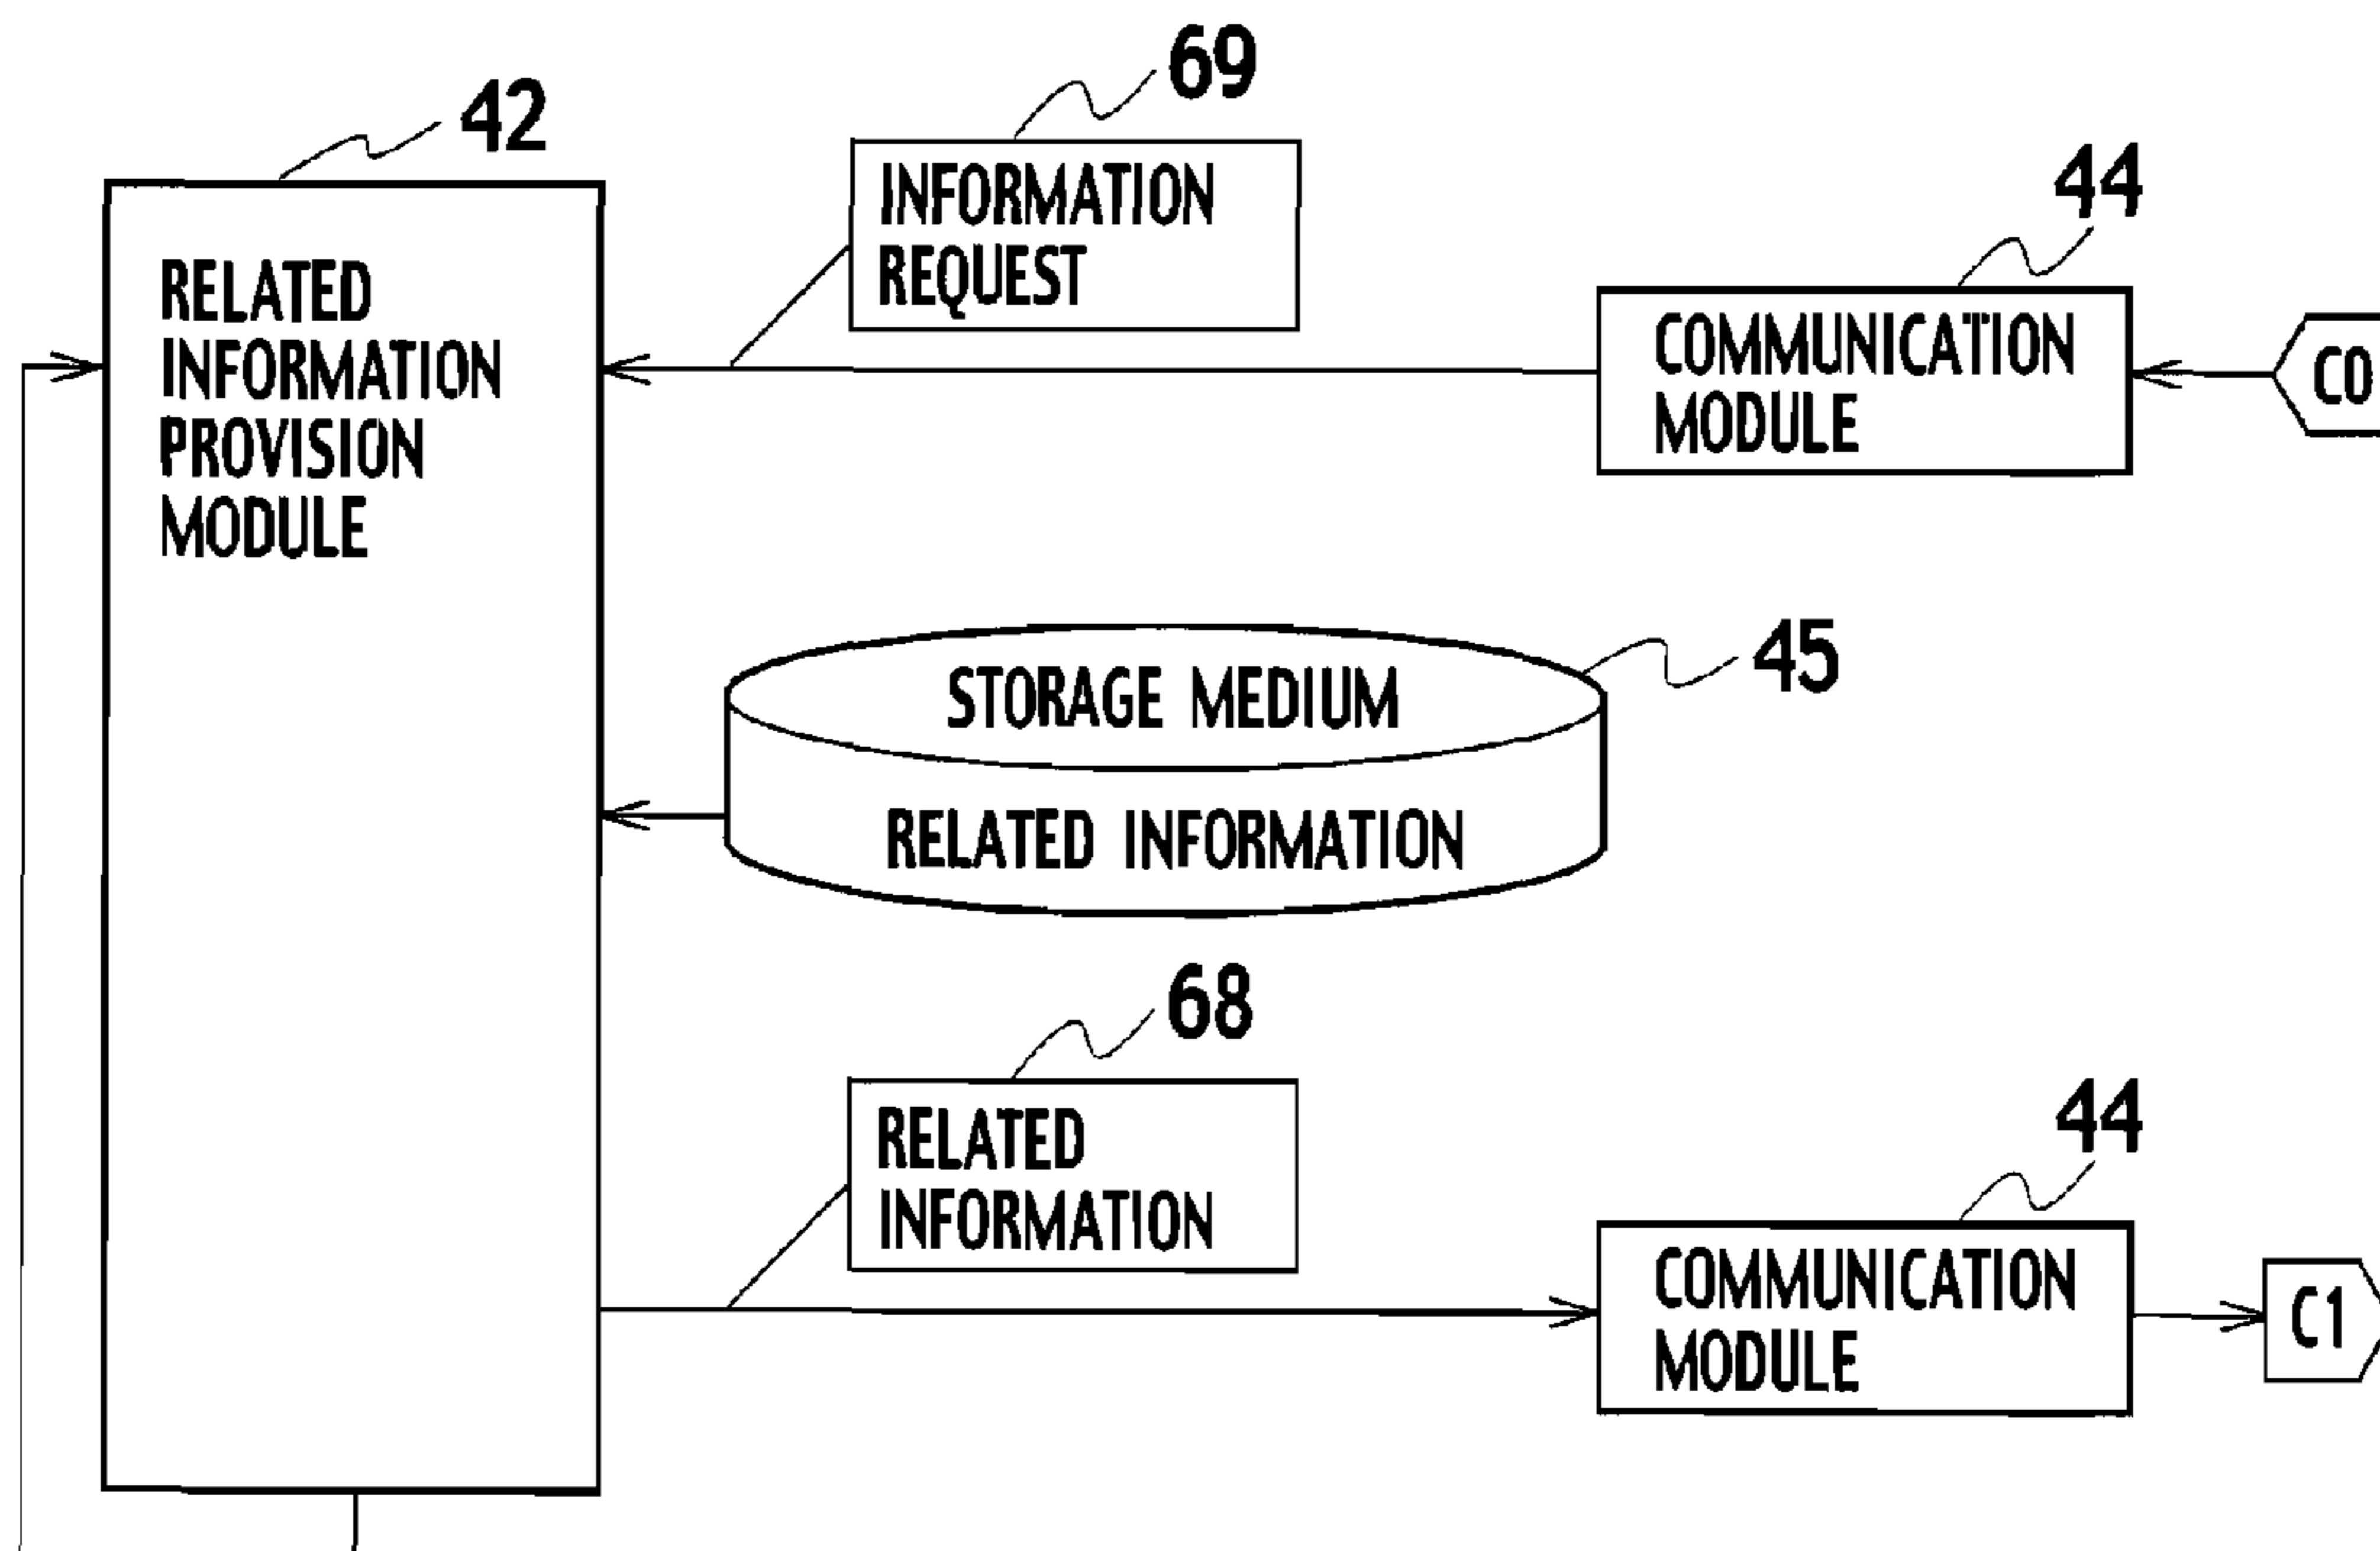 69
42
INFORMATION
REQUEST
44
RELATED
INFORMATION
PROVISION
MODULE
COMMUNICATION
MODULE
C0
45
STORAGE MEDIUM
RELATED INFORMATION
68
RELATED
INFORMATION
44
COMMUNICATION
MODULE
C1